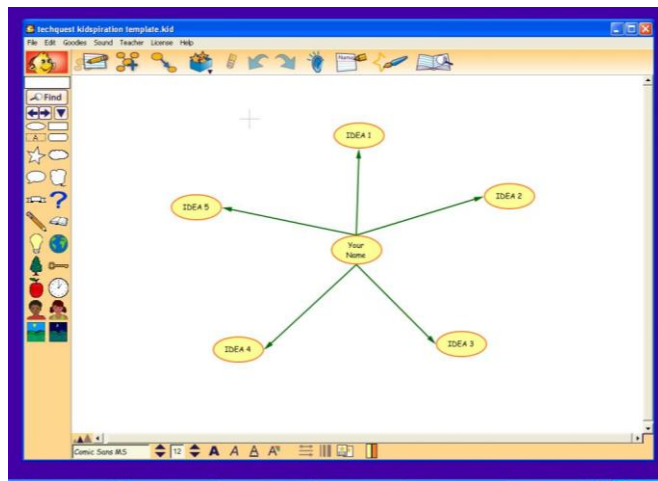 techquest kidspiration template.kid
File Edit Goodies Sound Teacher License Help
Name
Find
A
?
IDEA 1
IDEA 2
IDEA 5
Your
Name
IDEA 4
IDEA 3
Comic Sans MS 12 A A A A